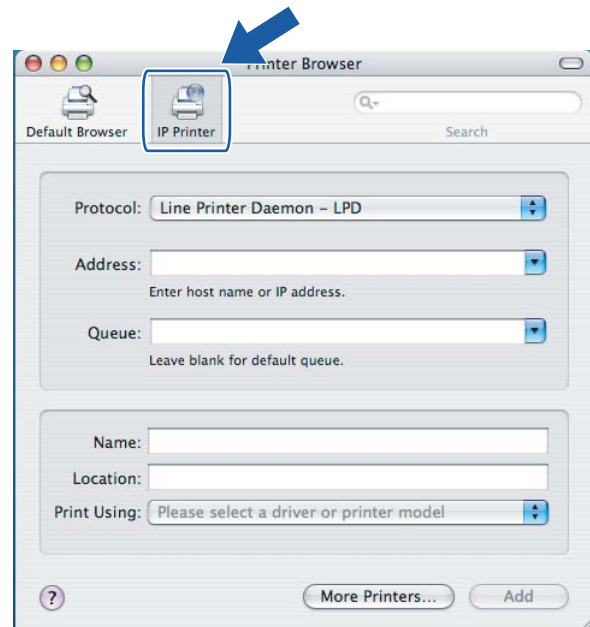 Printer Browser
Default Browser
IP Printer
Search
Protocol: Line Printer Daemon – LPD
Address:
Enter host name or IP address.
Queue:
Leave blank for default queue.
Name:
Location:
Print Using: Please select a driver or printer model
?
More Printers...
Add